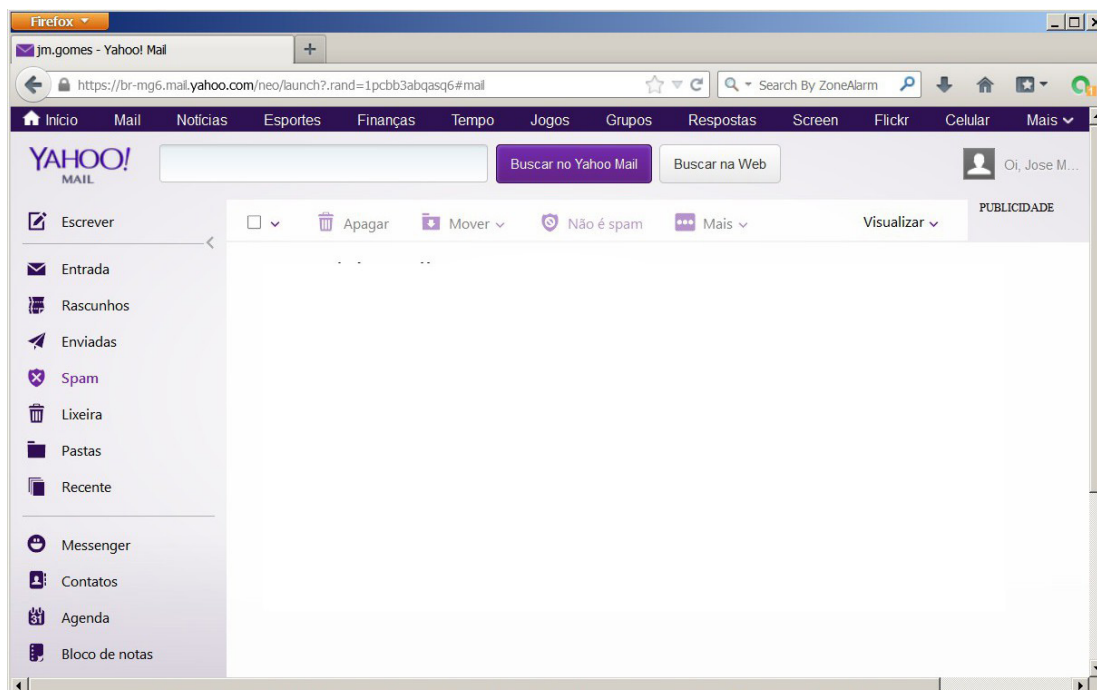 Firefox
jm.gomes - Yahoo! Mail
https://br-mg6.mail.yahoo.com/neo/launch?.rand=1pcbb3abqasq6#mail
Search By ZoneAlarm
Início Mail Notícias Esportes Finanças Tempo Jogos Grupos Respostas Screen Flickr Celular Mais
YAHOO!
MAIL
Buscar no Yahoo Mail
Buscar na Web
Oi, Jose M...
Escrever
Apagar Mover Não é spam Mais Visualizar
PUBLICIDADE
Entrada
Rascunhos
Enviadas
Spam
Lixeira
Pastas
Recente
Messenger
Contatos
31
Agenda
Bloco de notas